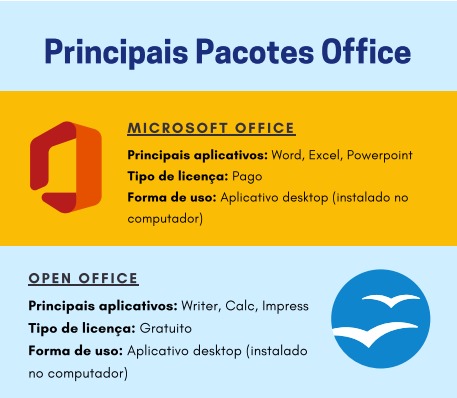 Principais Pacotes Office
MICROSOFT OFFICE
Principais aplicativos: Word, Excel, Powerpoint
Tipo de licença: Pago
Forma de uso: Aplicativo desktop (instalado no
computador)
OPEN OFFICE
Principais aplicativos: Writer, Calc, Impress
Tipo de licença: Gratuito
Forma de uso: Aplicativo desktop (instalado
no computador)